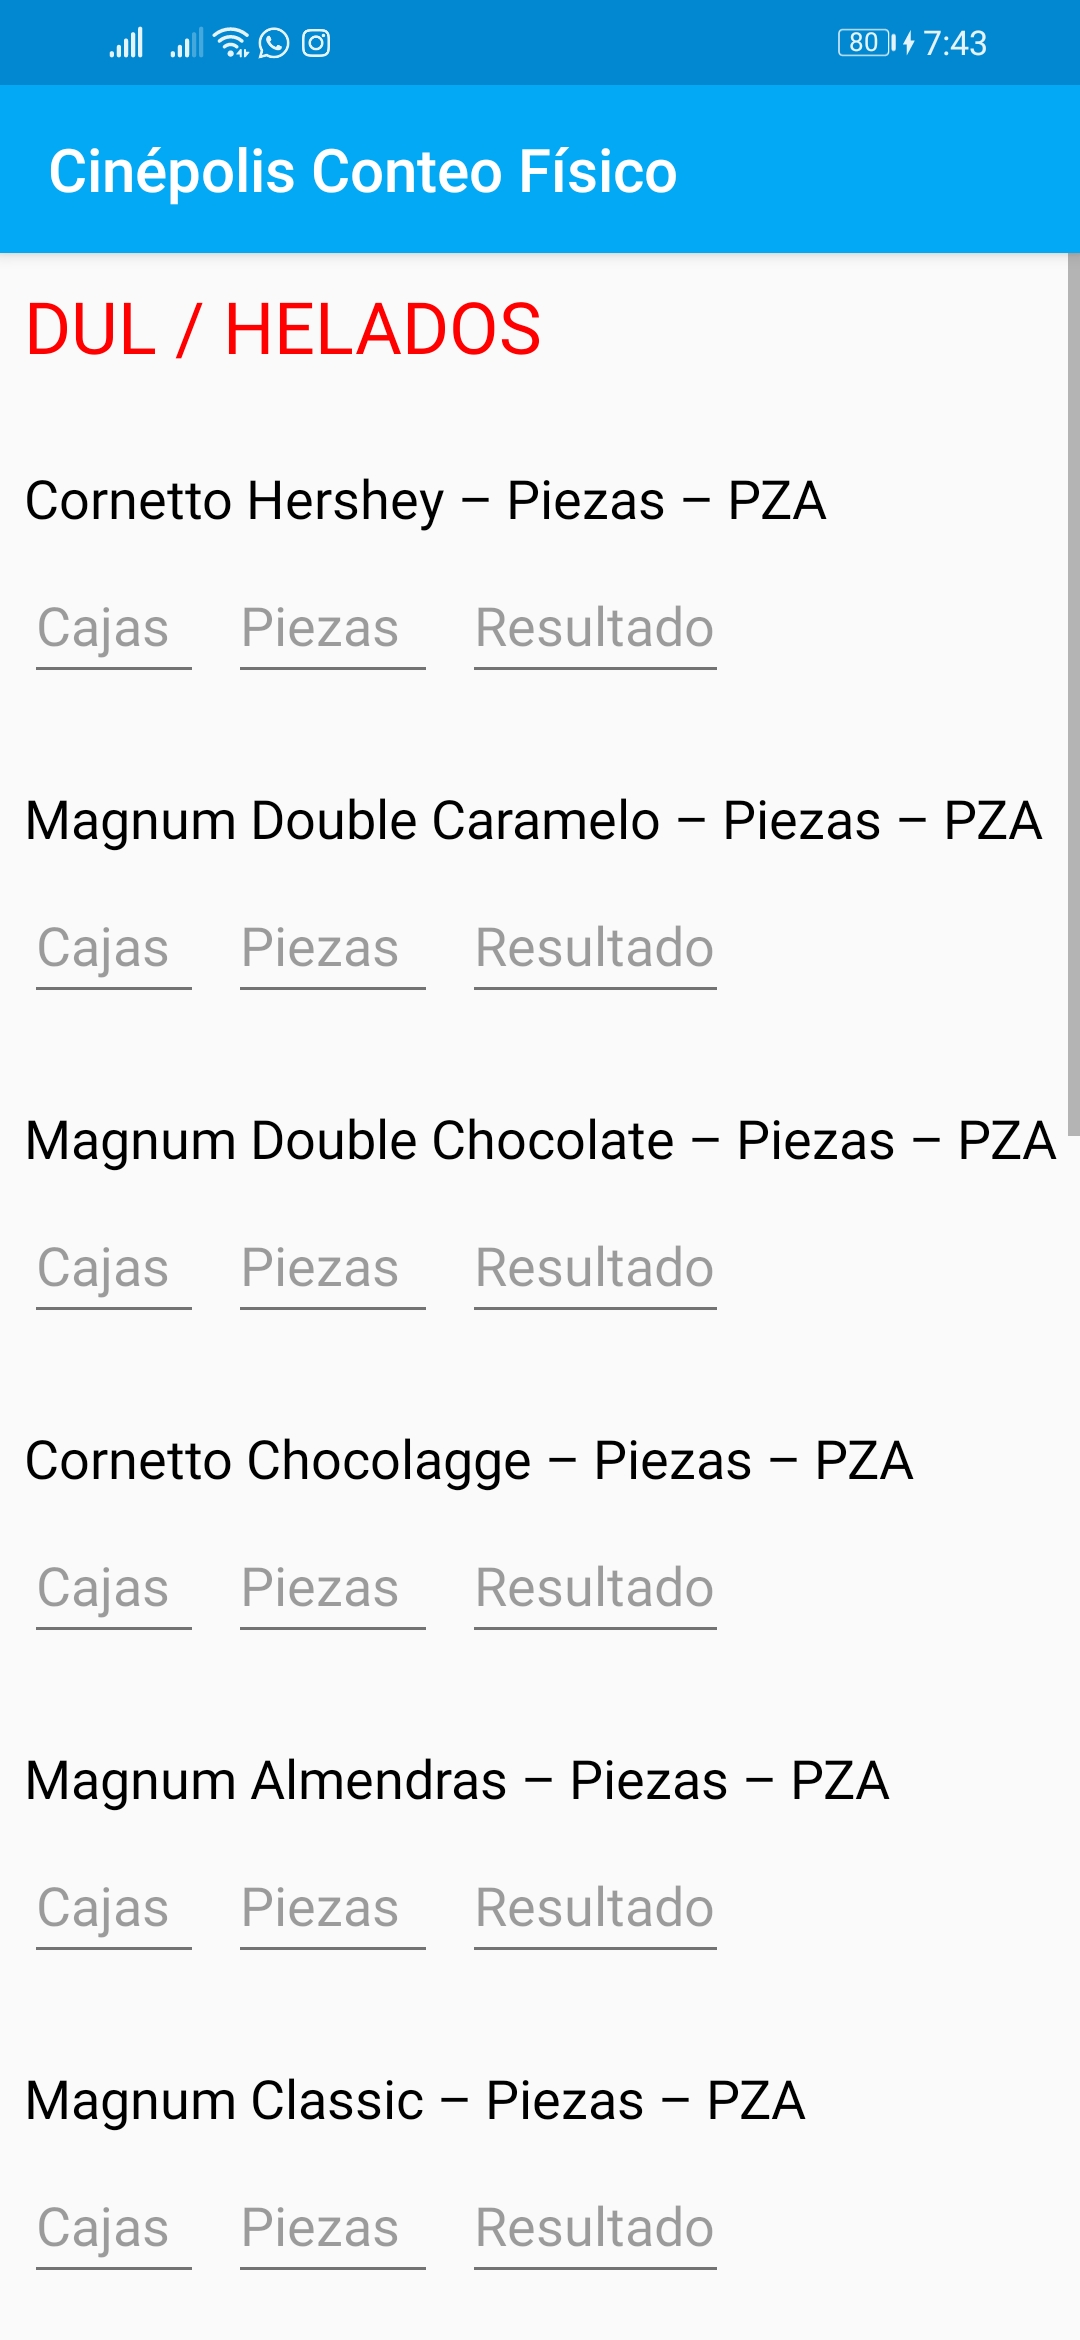 80 7:43
Cinépolis Conteo Físico
DUL / HELADOS
Cornetto Hershey – Piezas – PZA
Cajas Piezas Resultado
Magnum Double Caramelo – Piezas – PZA
Cajas Piezas Resultado
Magnum Double Chocolate – Piezas – PZA
Cajas Piezas Resultado
Cornetto Chocolagge – Piezas – PZA
Cajas Piezas Resultado
Magnum Almendras – Piezas – PZA
Cajas Piezas Resultado
Magnum Classic – Piezas – PZA
Cajas Piezas Resultado